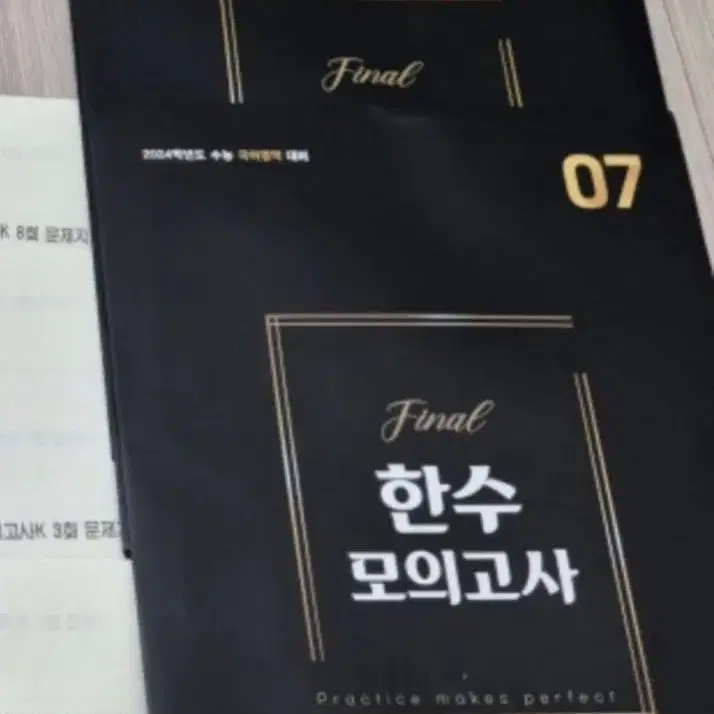 Final
2024학년도 수능 국어영역 대비
07
K 8회 문제지
Final
한수
모의고사
고사K 3회 문제지
Practice makes perfect